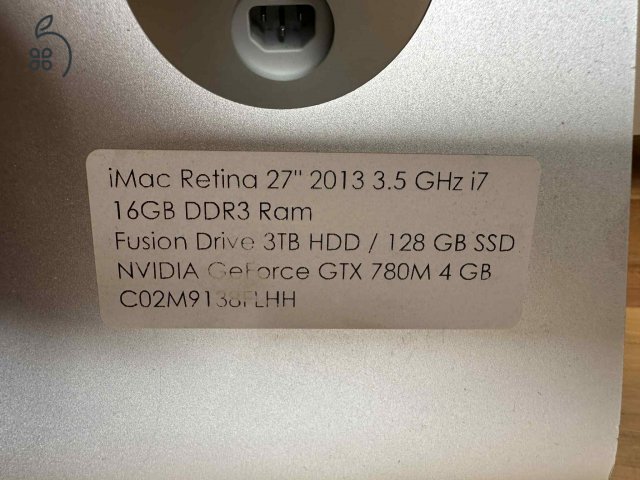 iMac Retina 27" 2013 3.5 GHz i7
16GB DDR3 Ram
Fusion Drive 3TB HDD / 128 GB SSD
NVIDIA GeForce GTX 780M 4 GB
C02M9138FLHH